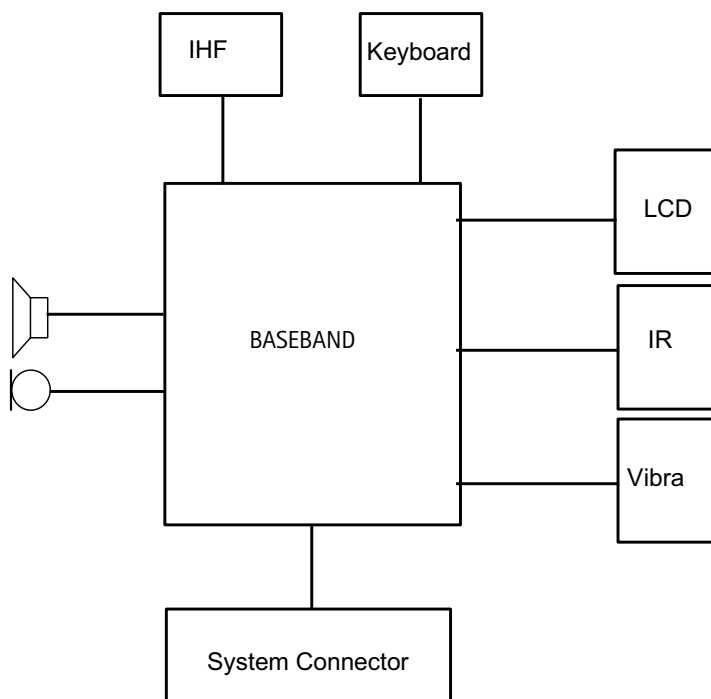 IHF
Keyboard
LCD
BASEBAND
IR
Vibra
System Connector